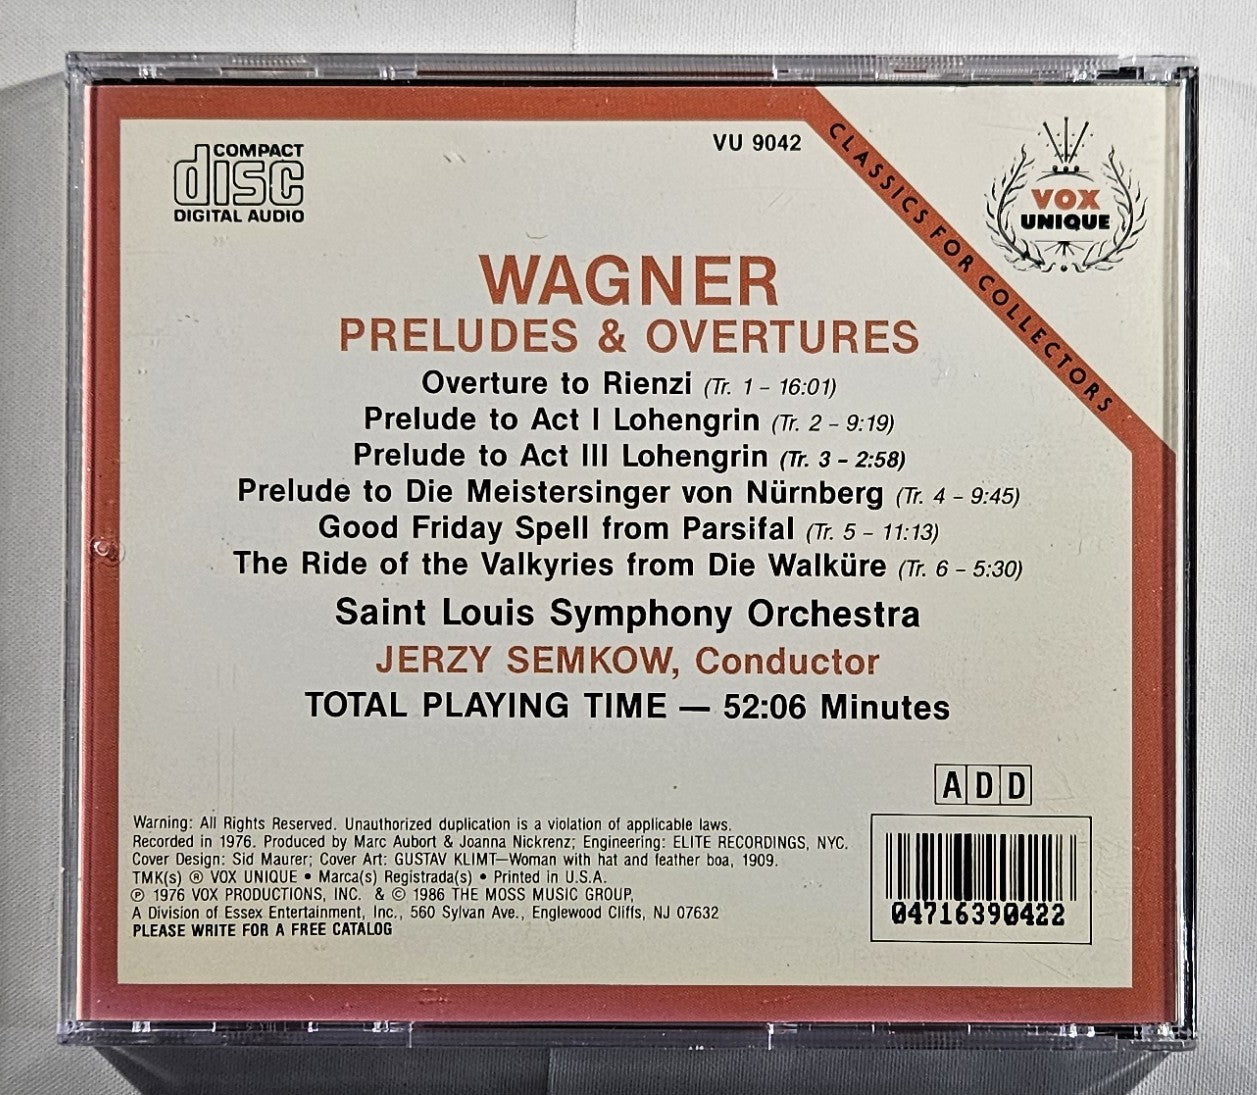 COMPACT
disc
DIGITAL AUDIO
VU 9042
CLASSICS FOR COLLECTORS
VOX
UNIQUE
WAGNER
PRELUDES & OVERTURES
Overture to Rienzi (Tr. 1 – 16:01)
Prelude to Act I Lohengrin (Tr. 2 – 9:19)
Prelude to Act III Lohengrin (Tr. 3 – 2:58)
Prelude to Die Meistersinger von Nürnberg (Tr. 4 – 9:45)
Good Friday Spell from Parsifal (Tr. 5 – 11:13)
The Ride of the Valkyries from Die Walküre (Tr. 6 – 5:30)
Saint Louis Symphony Orchestra
JERZY SEMKOW, Conductor
TOTAL PLAYING TIME — 52:06 Minutes
ADD
Warning: All Rights Reserved. Unauthorized duplication is a violation of applicable laws.
Recorded in 1976. Produced by Marc Aubort & Joanna Nickrenz; Engineering: ELITE RECORDINGS, NYC.
Cover Design: Sid Maurer; Cover Art: GUSTAV KLIMT—Woman with hat and feather boa, 1909.
TMK(s) ® VOX UNIQUE • Marca(s) Registrada(s) • Printed in U.S.A.
℗ 1976 VOX PRODUCTIONS, INC. & © 1986 THE MOSS MUSIC GROUP,
A Division of Essex Entertainment, Inc., 560 Sylvan Ave., Englewood Cliffs, NJ 07632
PLEASE WRITE FOR A FREE CATALOG
04716390422